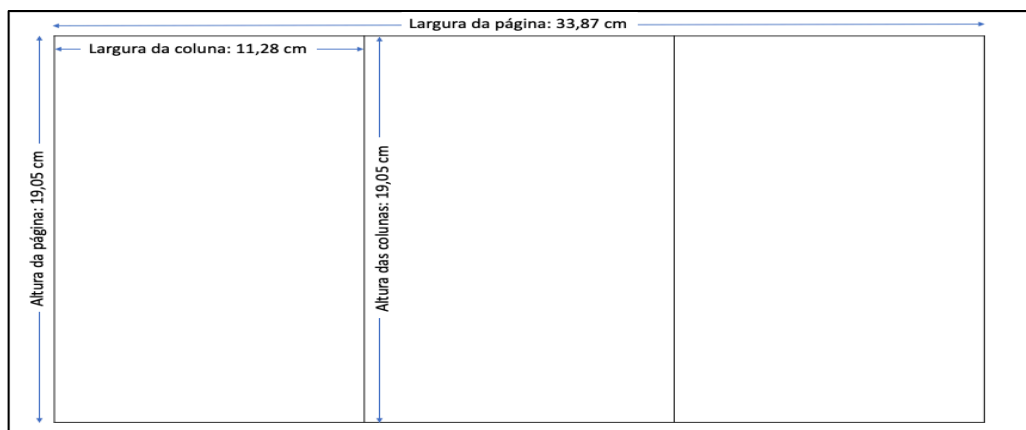 Largura da página: 33,87 cm
Largura da coluna: 11,28 cm
Altura da página: 19,05 cm
Altura das colunas: 19,05 cm